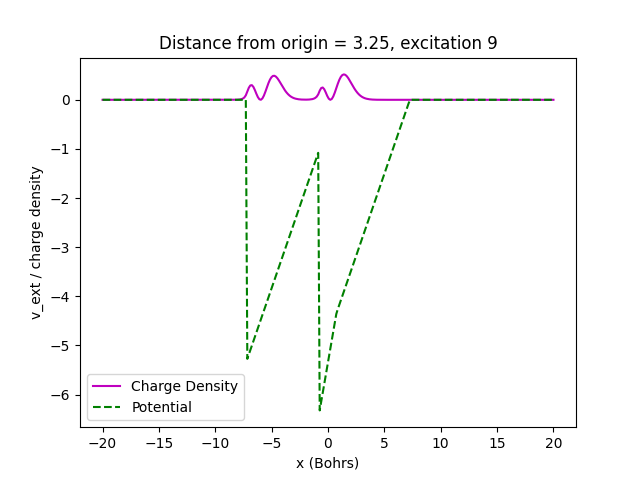 Distance from origin = 3.25, excitation 9
v_ext / charge density
0
−1
−2
−3
−4
−5
−6
Charge Density
Potential
−20 −15 −10 −5 0 5 10 15 20
x (Bohrs)